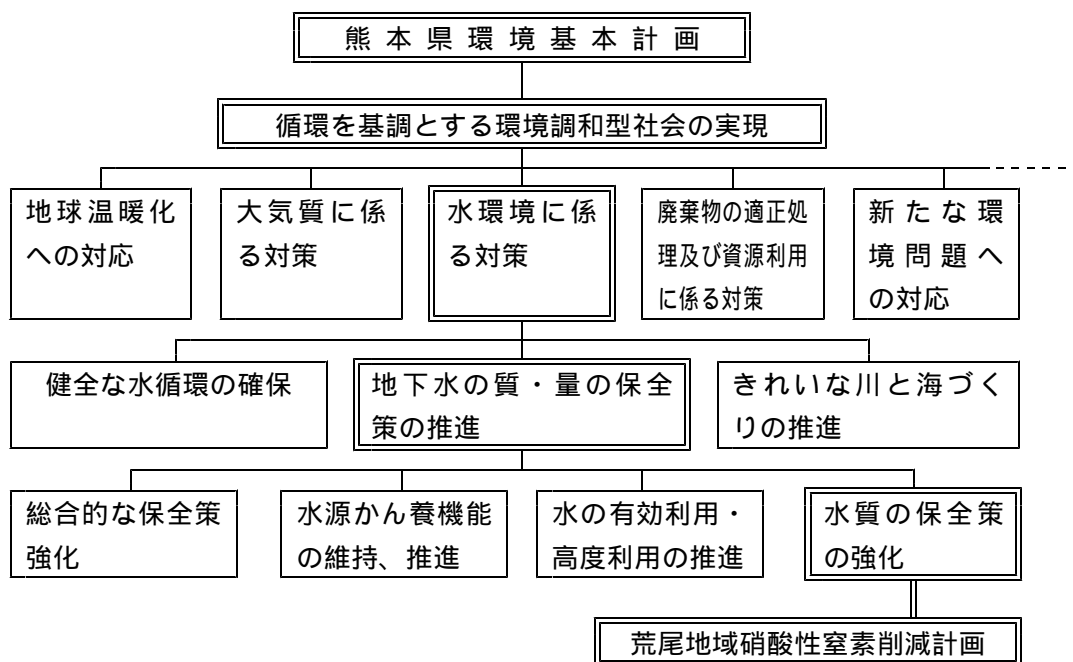 熊本県環境基本計画
循環を基調とする環境調和型社会の実現
地球温暖化
への対応
大気質に係
る対策
水環境に係
る対策
廃棄物の適正処
理及び資源利用
に係る対策
新たな環
境問題へ
の対応
健全な水循環の確保
地下水の質・量の保全
策の推進
きれいな川と海づく
りの推進
総合的な保全策
強化
水源かん養機能
の維持、推進
水の有効利用・
高度利用の推進
水質の保全策
の強化
荒尾地域硝酸性窒素削減計画